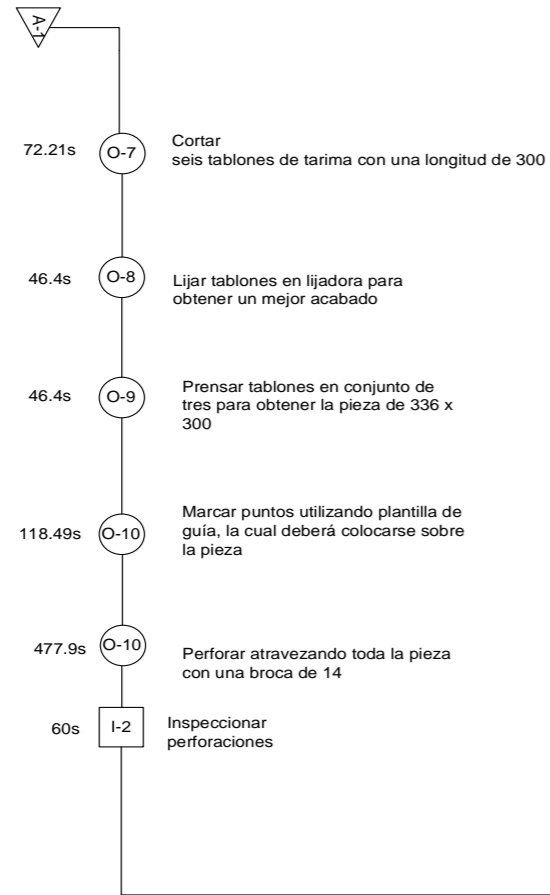 A-1
72.21s
O-7
Cortar
seis tablones de tarima con una longitud de 300
46.4s
O-8
Lijar tablones en lijadora para
obtener un mejor acabado
46.4s
O-9
Prensar tablones en conjunto de
tres para obtener la pieza de 336 x
300
118.49s
O-10
Marcar puntos utilizando plantilla de
guía, la cual deberá colocarse sobre
la pieza
477.9s
O-10
Perforar atravezando toda la pieza
con una broca de 14
60s
I-2
Inspeccionar
perforaciones